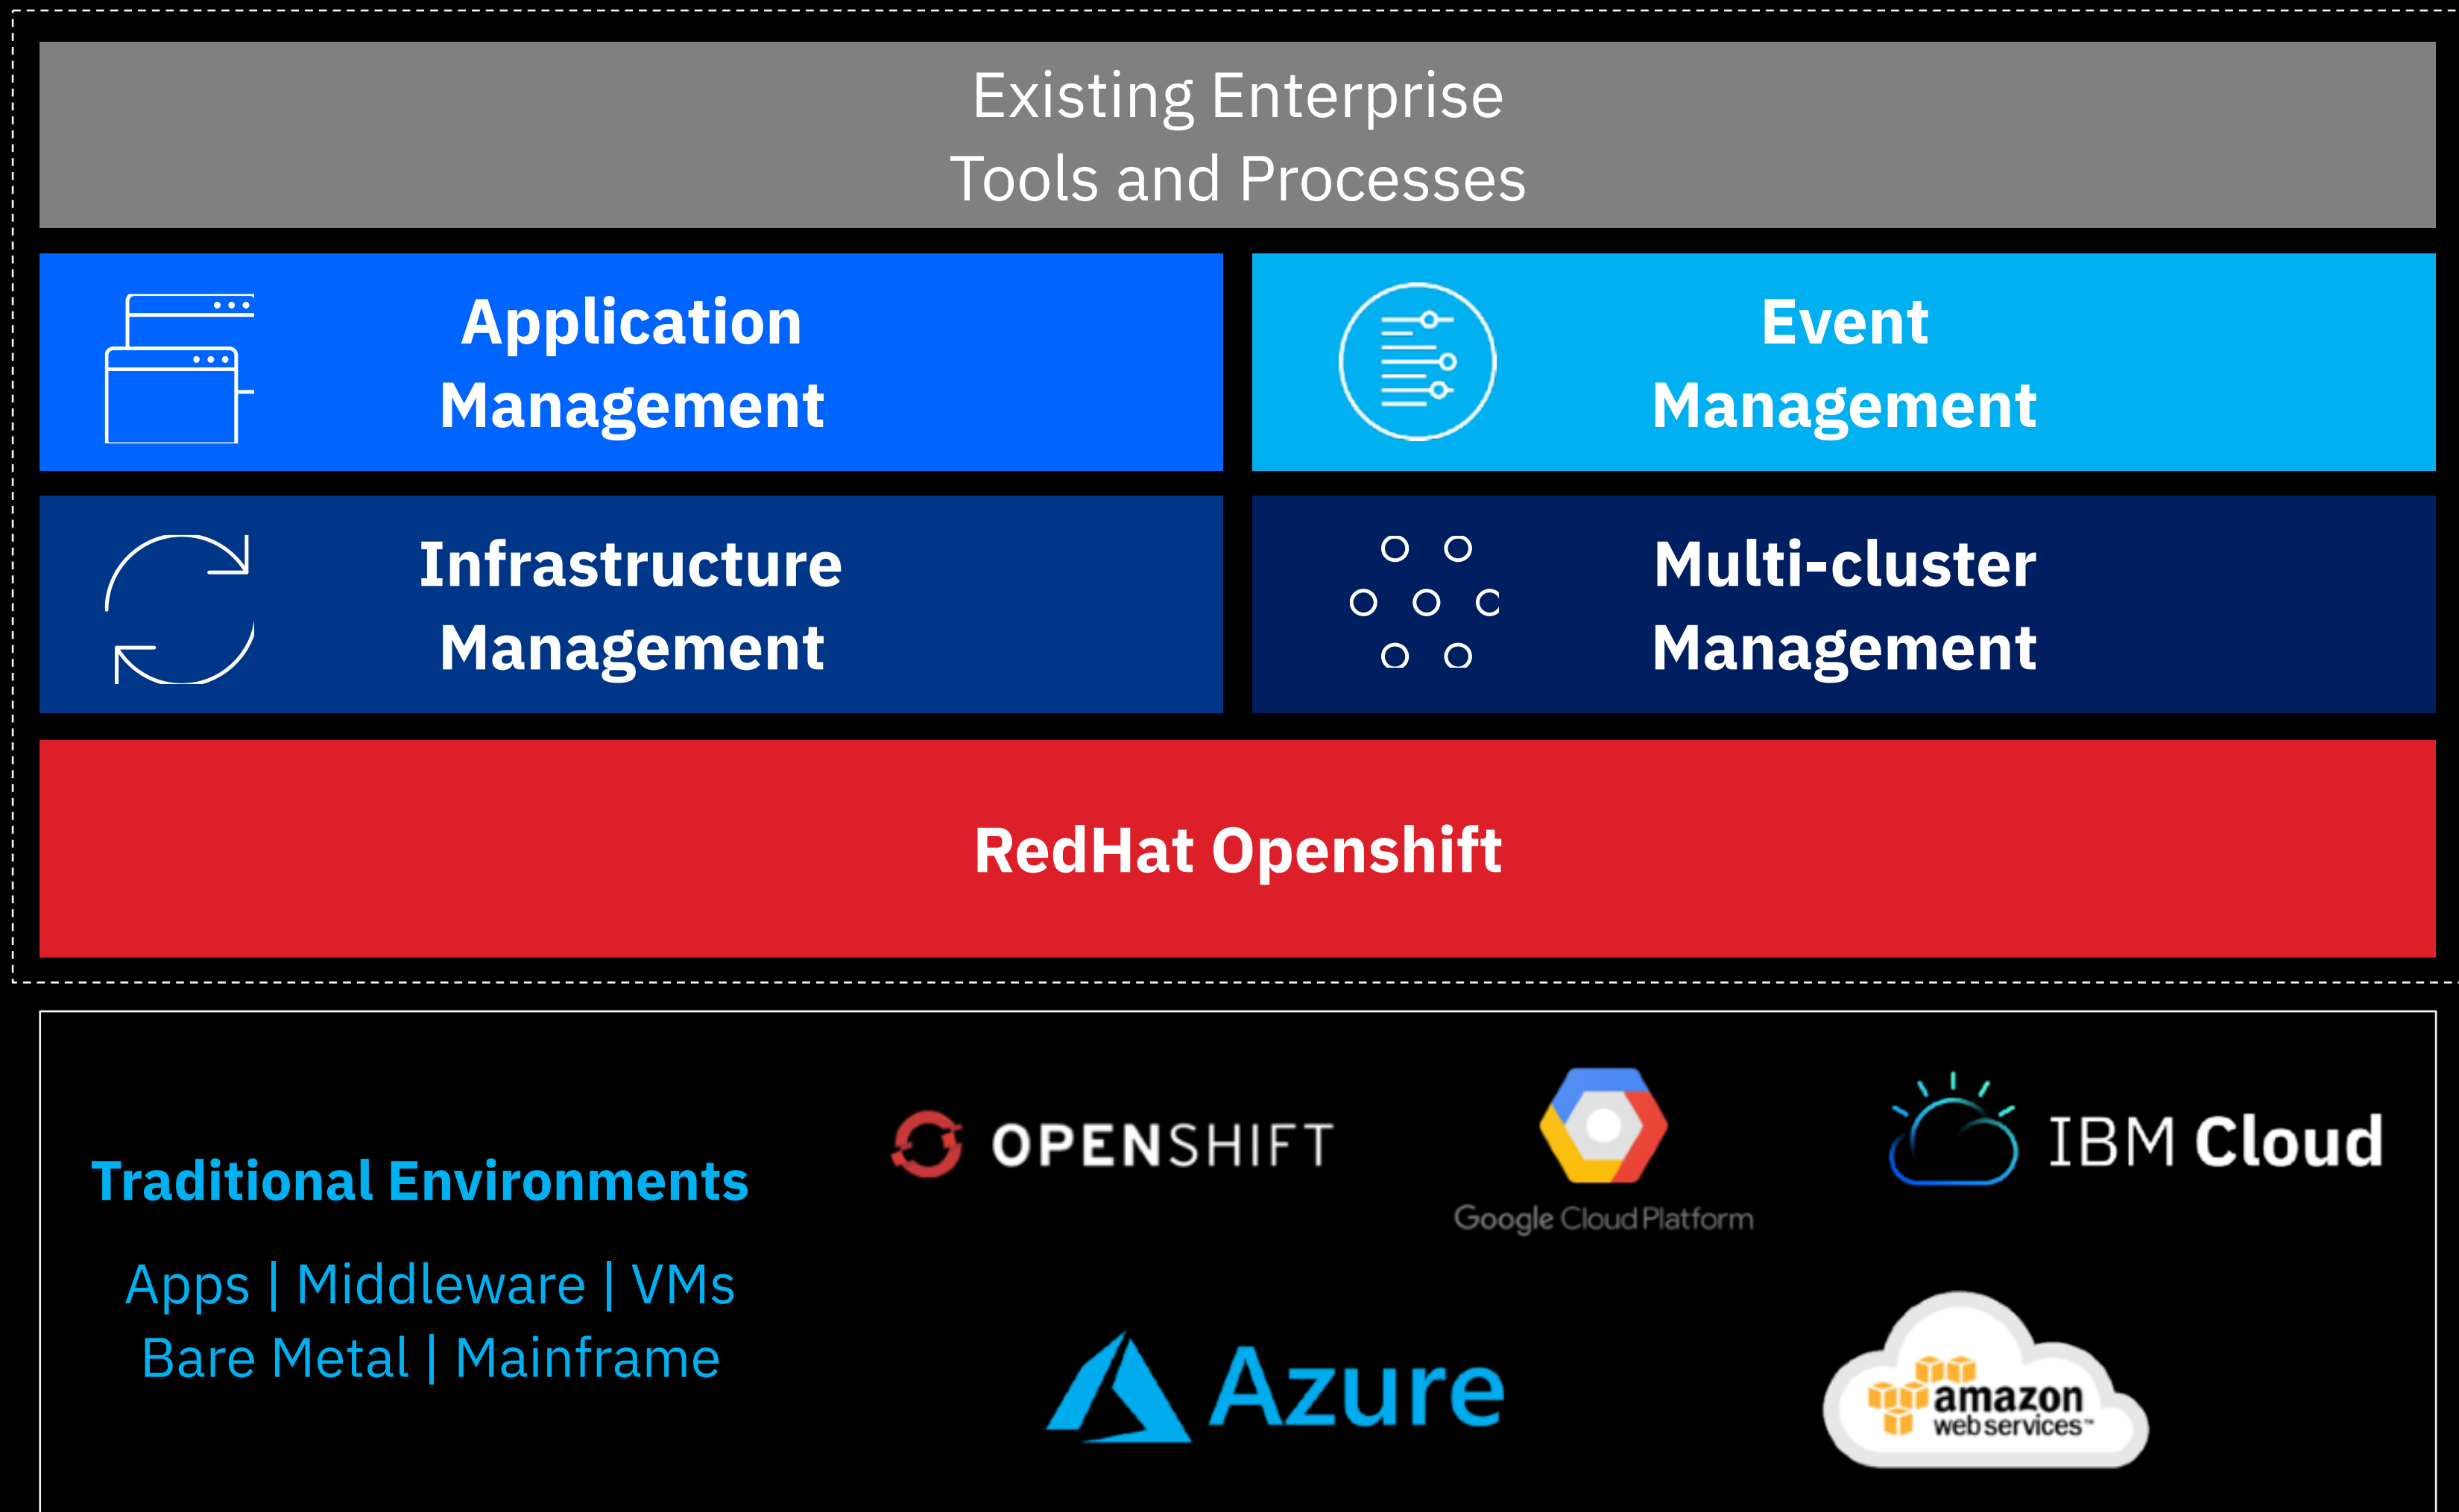 Existing Enterprise
Tools and Processes
Application
Management
Event
Management
Infrastructure
Management
Multi-cluster
Management
RedHat Openshift
Traditional Environments
Apps | Middleware | VMs
Bare Metal | Mainframe
OPENSHIFT
Google Cloud Platform
IBM Cloud
Azure
amazon
web services™